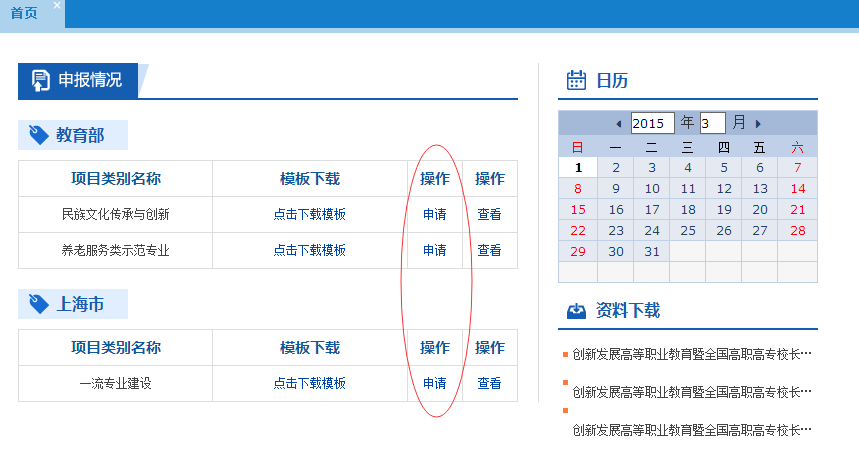 首页 ×
申报情况
教育部
项目类别名称 模板下载 操作 操作
民族文化传承与创新 点击下载模板 申请 查看
养老服务类示范专业 点击下载模板 申请 查看
上海市
项目类别名称 模板下载 操作 操作
一流专业建设 点击下载模板 申请 查看
日历
2015 年 3 月
日 一 二 三 四 五 六
1 2 3 4 5 6 7
8 9 10 11 12 13 14
15 16 17 18 19 20 21
22 23 24 25 26 27 28
29 30 31
资料下载
创新发展高等职业教育暨全国高职高专校长…
创新发展高等职业教育暨全国高职高专校长…
创新发展高等职业教育暨全国高职高专校长…